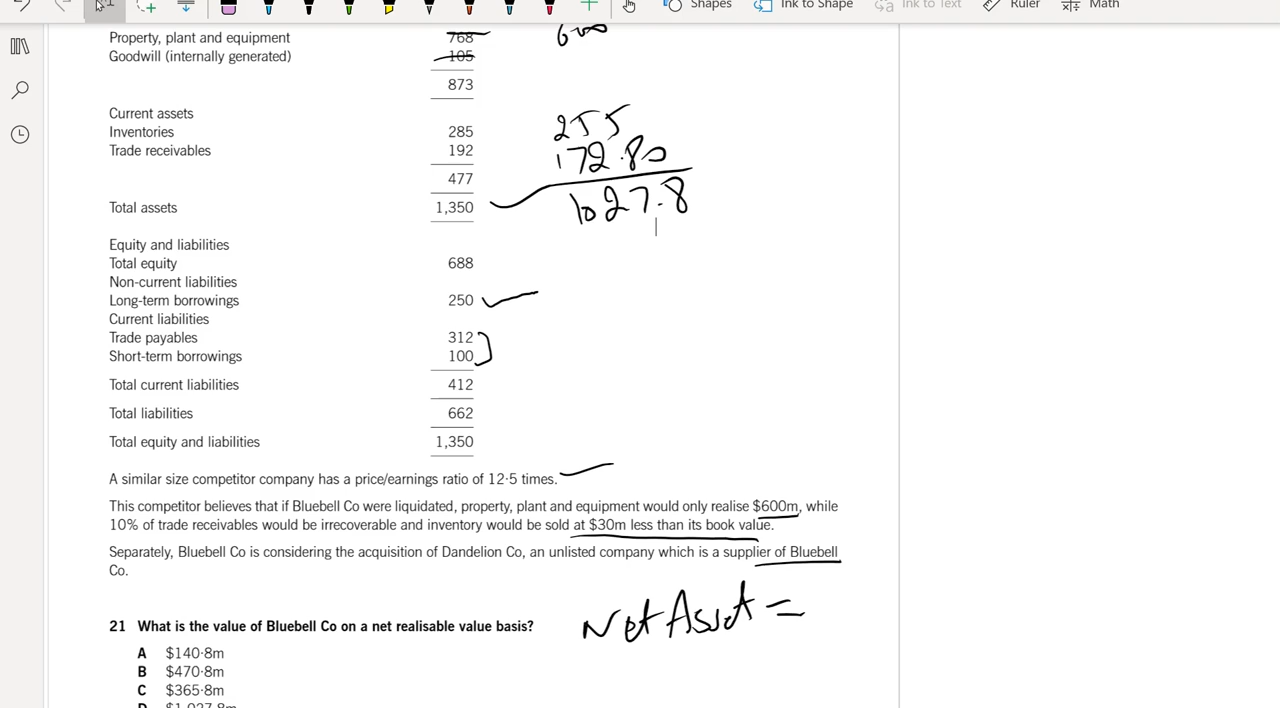 Shapes Ink to Shape Ink to Text Ruler Math
Property, plant and equipment 768 600
Goodwill (internally generated) 105
873
Current assets
Inventories 285 255
Trade receivables 192 172.80
477
Total assets 1,350 1027.8
Equity and liabilities
Total equity 688
Non-current liabilities
Long-term borrowings 250
Current liabilities
Trade payables 312
Short-term borrowings 100
Total current liabilities 412
Total liabilities 662
Total equity and liabilities 1,350
A similar size competitor company has a price/earnings ratio of 12·5 times.
This competitor believes that if Bluebell Co were liquidated, property, plant and equipment would only realise $600m, while
10% of trade receivables would be irrecoverable and inventory would be sold at $30m less than its book value.
Separately, Bluebell Co is considering the acquisition of Dandelion Co, an unlisted company which is a supplier of Bluebell
Co.
Net Asset =
21 What is the value of Bluebell Co on a net realisable value basis?
A $140·8m
B $470·8m
C $365·8m
D $1,027·8m